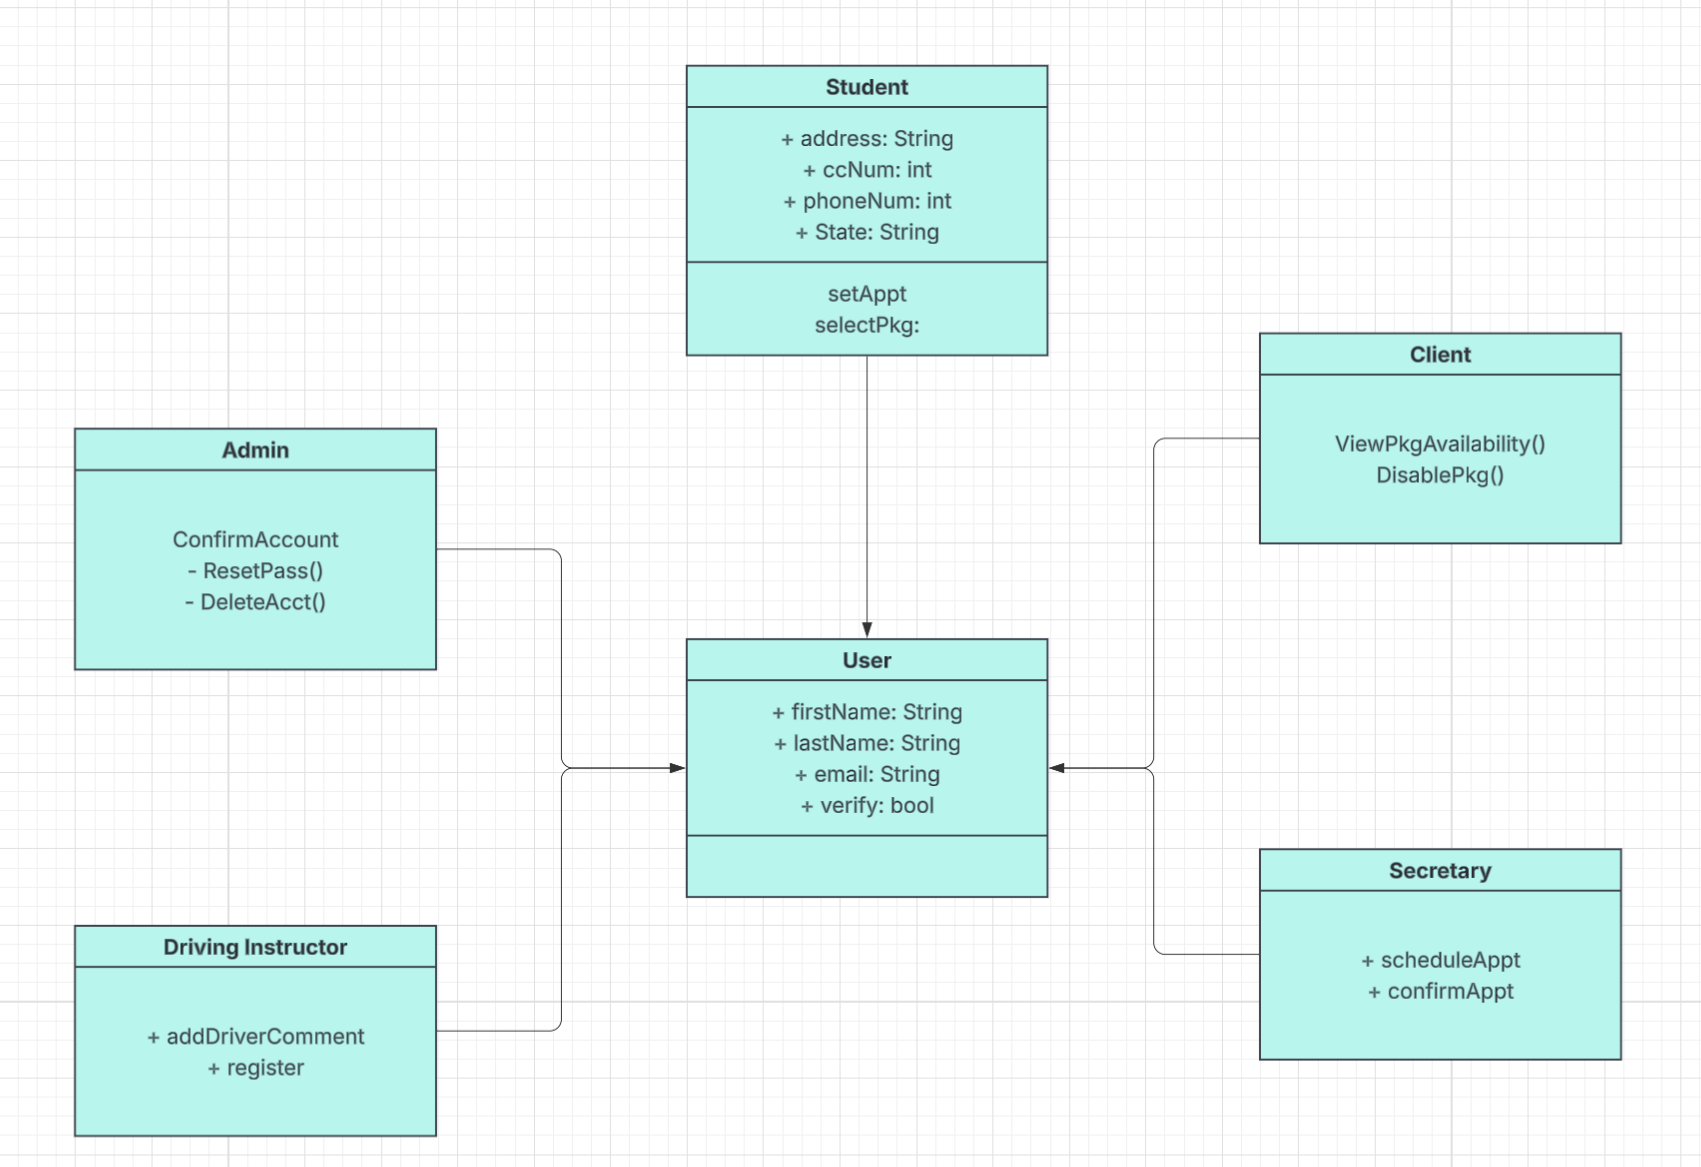 Student
+ address: String
+ ccNum: int
+ phoneNum: int
+ State: String
setAppt
selectPkg:
Client
ViewPkgAvailability()
DisablePkg()
Admin
ConfirmAccount
- ResetPass()
- DeleteAcct()
User
+ firstName: String
+ lastName: String
+ email: String
+ verify: bool
Secretary
+ scheduleAppt
+ confirmAppt
Driving Instructor
+ addDriverComment
+ register